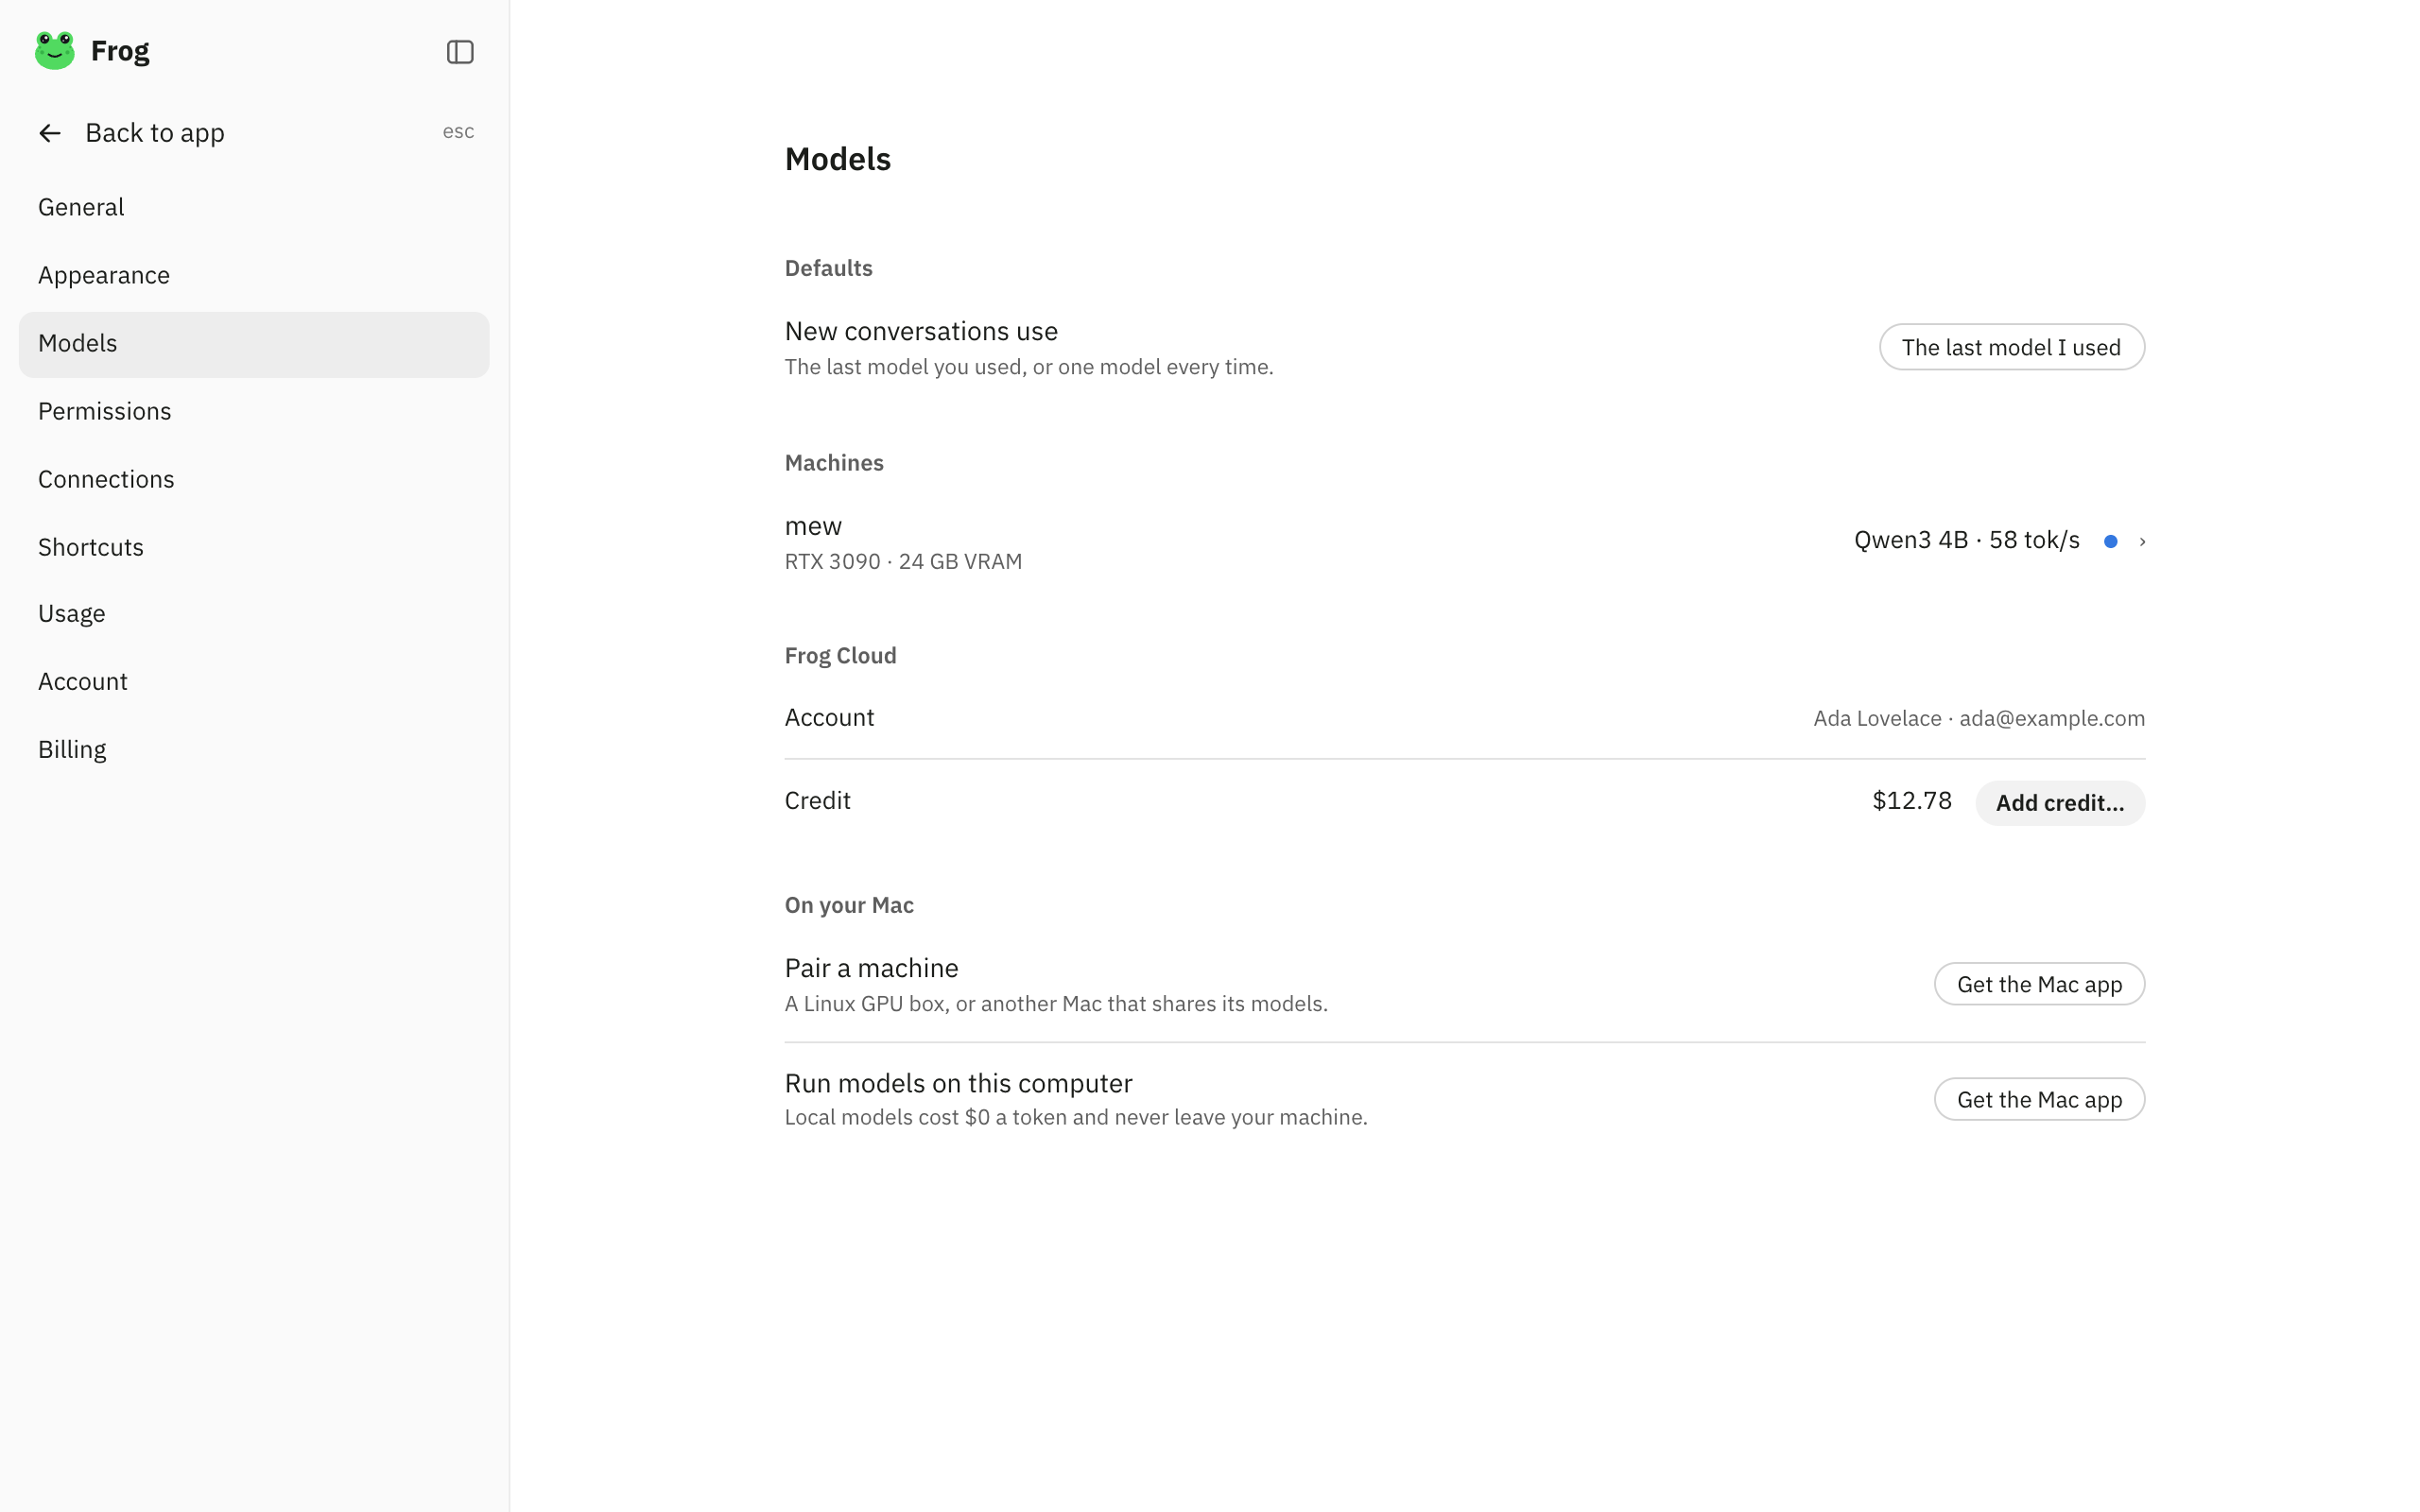 Frog
Back to app
esc
General
Appearance
Models
Permissions
Connections
Shortcuts
Usage
Account
Billing
Models
Defaults
New conversations use
The last model you used, or one model every time.
The last model I used
Machines
mew
RTX 3090 · 24 GB VRAM
Qwen3 4B · 58 tok/s
Frog Cloud
Account
Ada Lovelace · ada@example.com
Credit
$12.78
Add credit...
On your Mac
Pair a machine
A Linux GPU box, or another Mac that shares its models.
Get the Mac app
Run models on this computer
Local models cost $0 a token and never leave your machine.
Get the Mac app